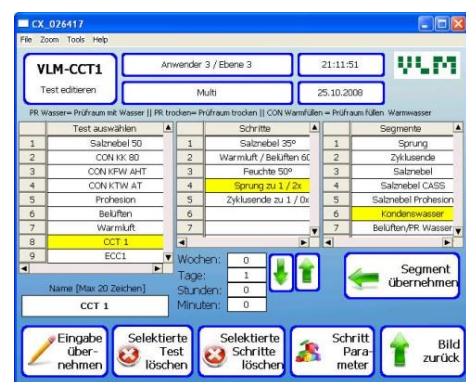 CX_026417
File Zoom Tools Help
VLM-CCT1
Test editieren
Anwender 3 / Ebene 3
21:11:51
VLM
Multi
25.10.2008
PR Wasser= Prüfraum mit Wasser || PR trocken= Prüfraum trocken || CON Warmfüllen = Prüfraum füllen Warmwasser
Test auswählen
1 Salznebel 50
2 CON KK 80
3 CON KFW AHT
4 CON KTW AT
5 Prohesion
6 Belüften
7 Warmluft
8 CCT 1
9 ECC1
Schritte
1 Salznebel 35º
2 Warmluft / Belüften 60
3 Feuchte 50º
4 Sprung zu 1 / 2x
5 Zyklusende zu 1 / 0x
6
7
Segmente
1 Sprung
2 Zyklusende
3 Salznebel
4 Salznebel CASS
5 Salznebel Prohesion
6 Kondenswasser
7 Belüften/PR Wasser
Name [Max 20 Zeichen]
CCT 1
Wochen: 0
Tage: 1
Stunden: 0
Minuten: 0
Segment übernehmen
Eingabe über-nehmen
Selektierte Test löschen
Selektierte Schritte löschen
Schritt Para-meter
Bild zurück